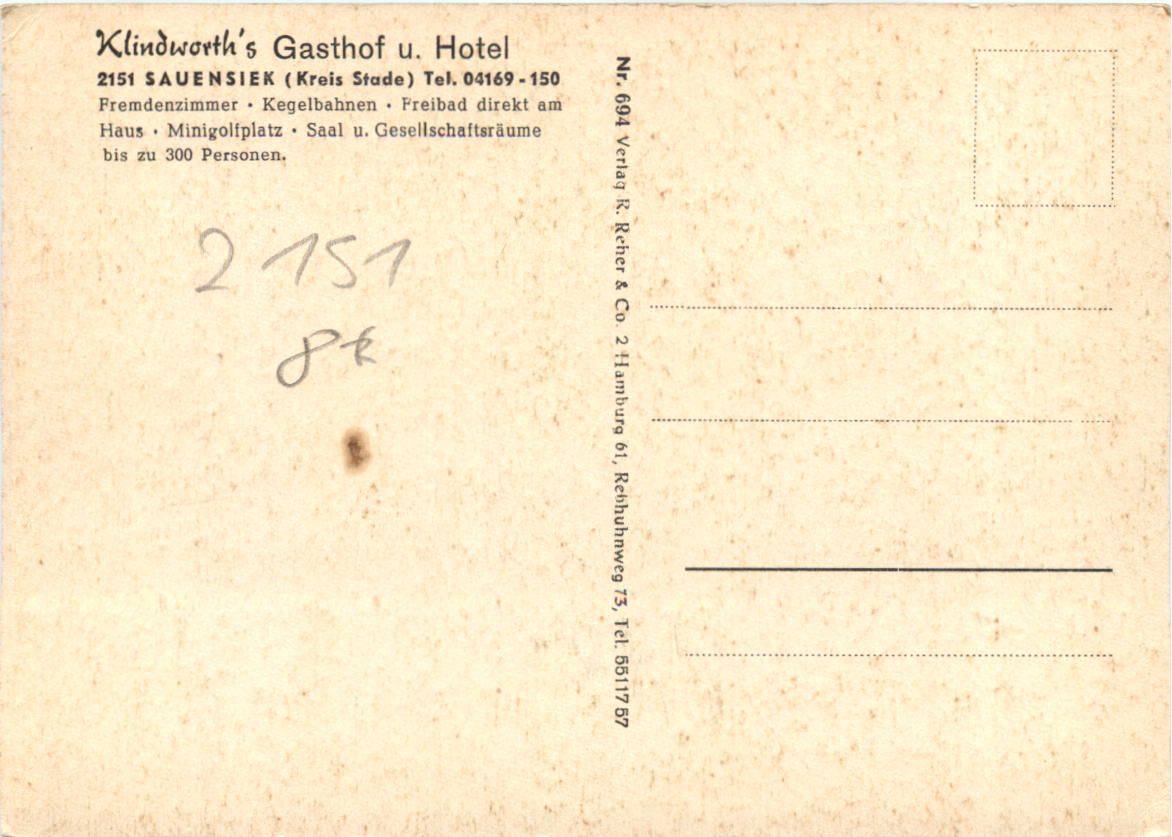 Klindworth's Gasthof u. Hotel
2151 SAUENSIEK (Kreis Stade) Tel. 04169-150
Fremdenzimmer · Kegelbahnen · Freibad direkt am
Haus · Minigolfplatz · Saal u. Gesellschaftsräume
bis zu 300 Personen.
2151
8€
Nr. 694 Verlag R. Reher & Co. 2 Hamburg 61, Rebhuhnweg 73, Tel. 5511757